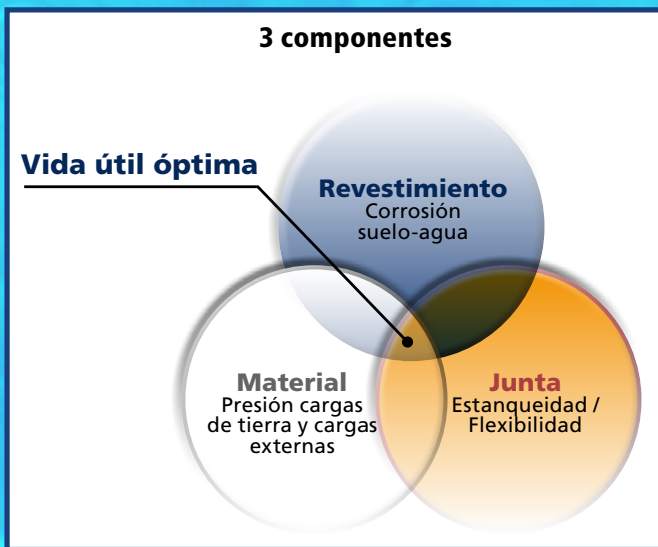 3 componentes
Vida útil óptima
Revestimiento
Corrosión
suelo-agua
Material
Presión cargas
de tierra y cargas
externas
Junta
Estanqueidad /
Flexibilidad